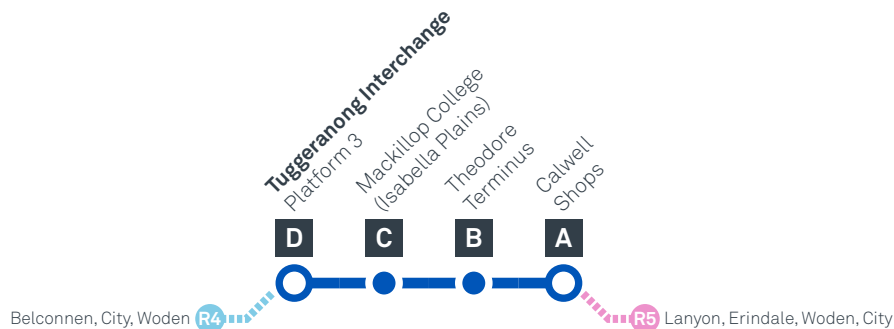 Tuggeranong Interchange
Platform 3
Mackillop College
(Isabella Plains)
Theodore
Terminus
Calwell
Shops
D
C
B
A
Belconnen, City, Woden R4
R5 Lanyon, Erindale, Woden, City